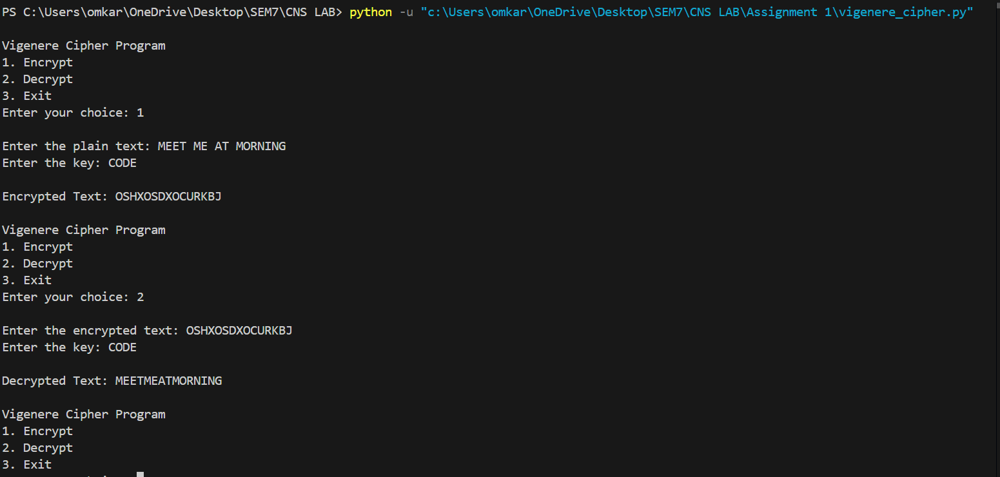 PS C:\Users\omkar\OneDrive\Desktop\SEM7\CNS LAB> python -u "c:\Users\omkar\OneDrive\Desktop\SEM7\CNS LAB\Assignment 1\vigenere_cipher.py"
Vigenere Cipher Program
1. Encrypt
2. Decrypt
3. Exit
Enter your choice: 1
Enter the plain text: MEET ME AT MORNING
Enter the key: CODE
Encrypted Text: OSHXOSDXOCURKBJ
Vigenere Cipher Program
1. Encrypt
2. Decrypt
3. Exit
Enter your choice: 2
Enter the encrypted text: OSHXOSDXOCURKBJ
Enter the key: CODE
Decrypted Text: MEETMEATMORNING
Vigenere Cipher Program
1. Encrypt
2. Decrypt
3. Exit